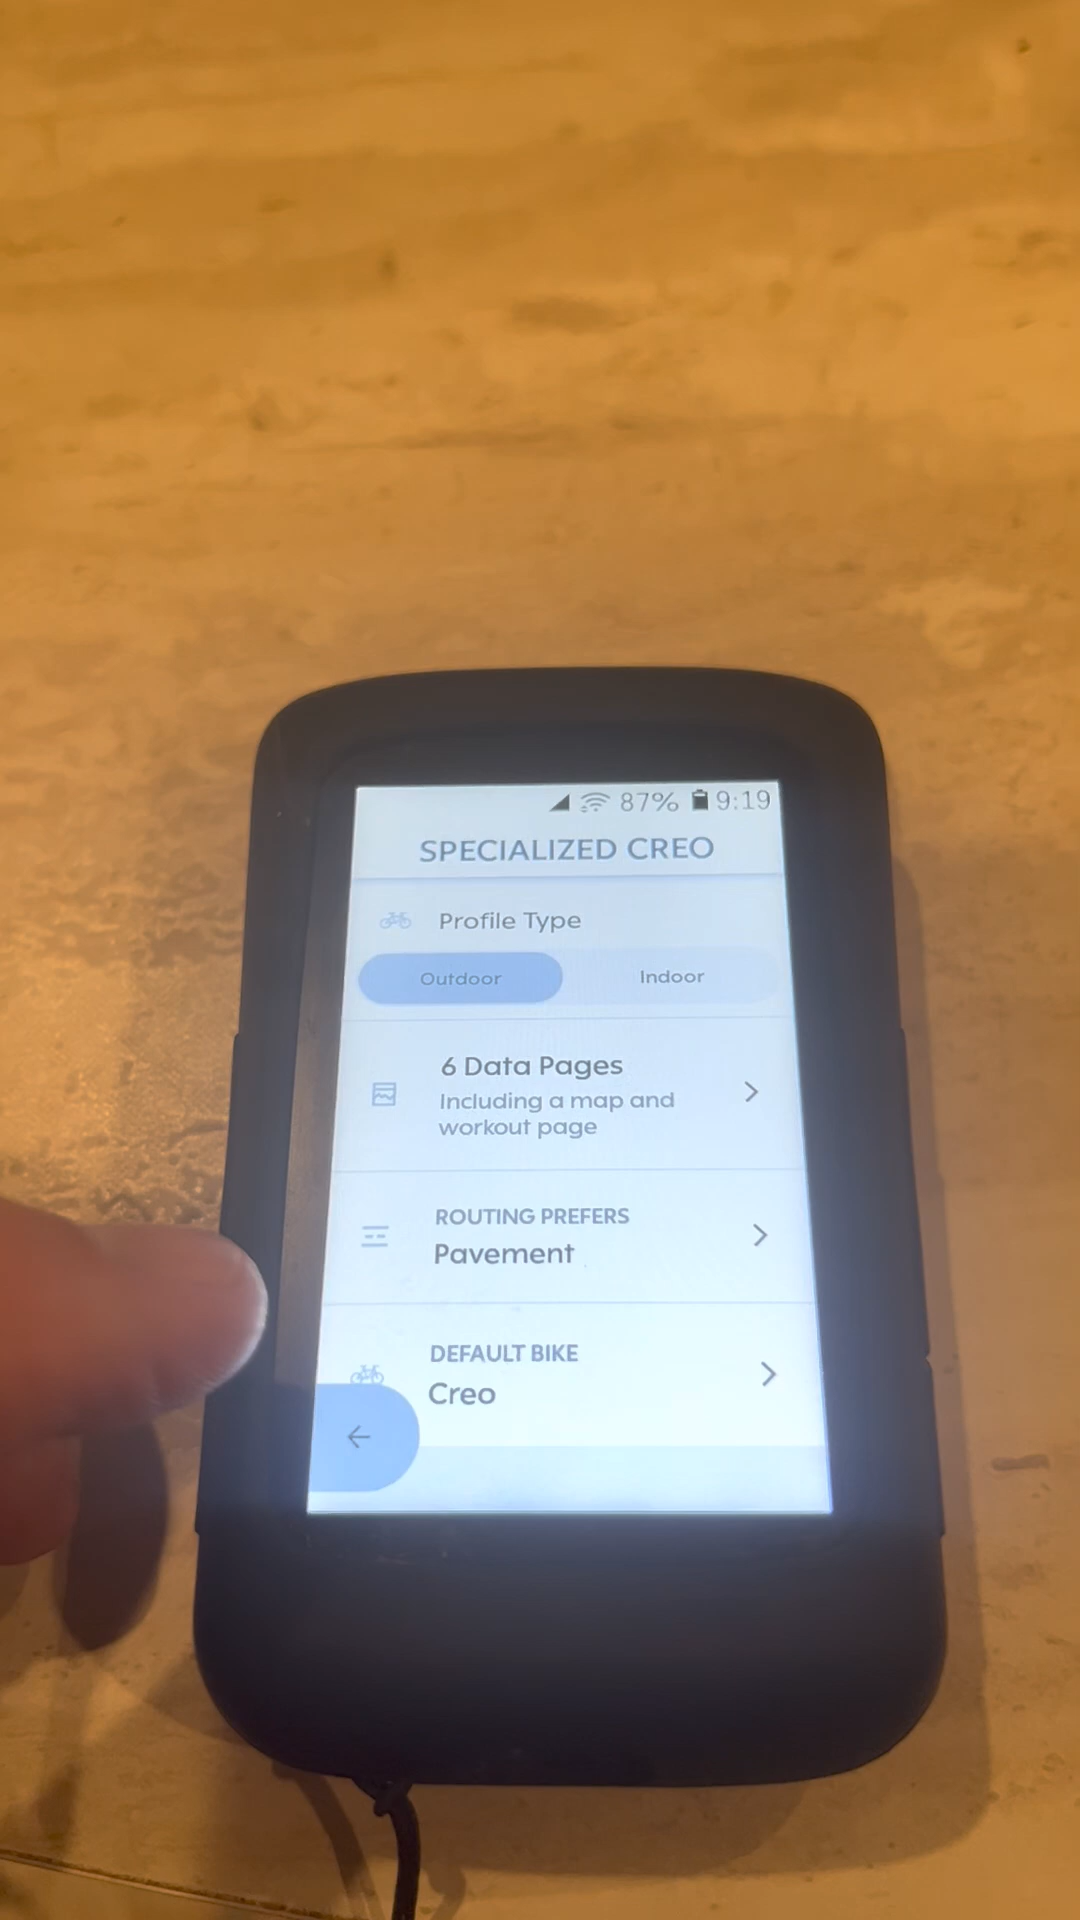 87% 9:19
SPECIALIZED CREO
Profile Type
Outdoor Indoor
6 Data Pages
Including a map and
workout page
ROUTING PREFERS
Pavement
DEFAULT BIKE
Creo